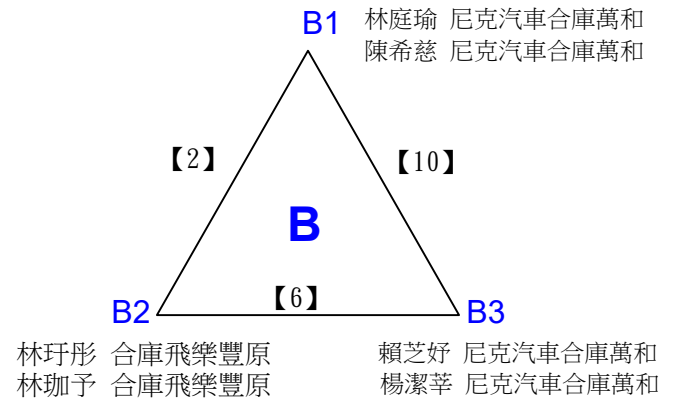 B1
林庭瑜 尼克汽車合庫萬和
陳希慈 尼克汽車合庫萬和
【2】
【10】
B
【6】
B2
B3
林玗彤 合庫飛樂豐原
林珈予 合庫飛樂豐原
賴芝妤 尼克汽車合庫萬和
楊潔莘 尼克汽車合庫萬和